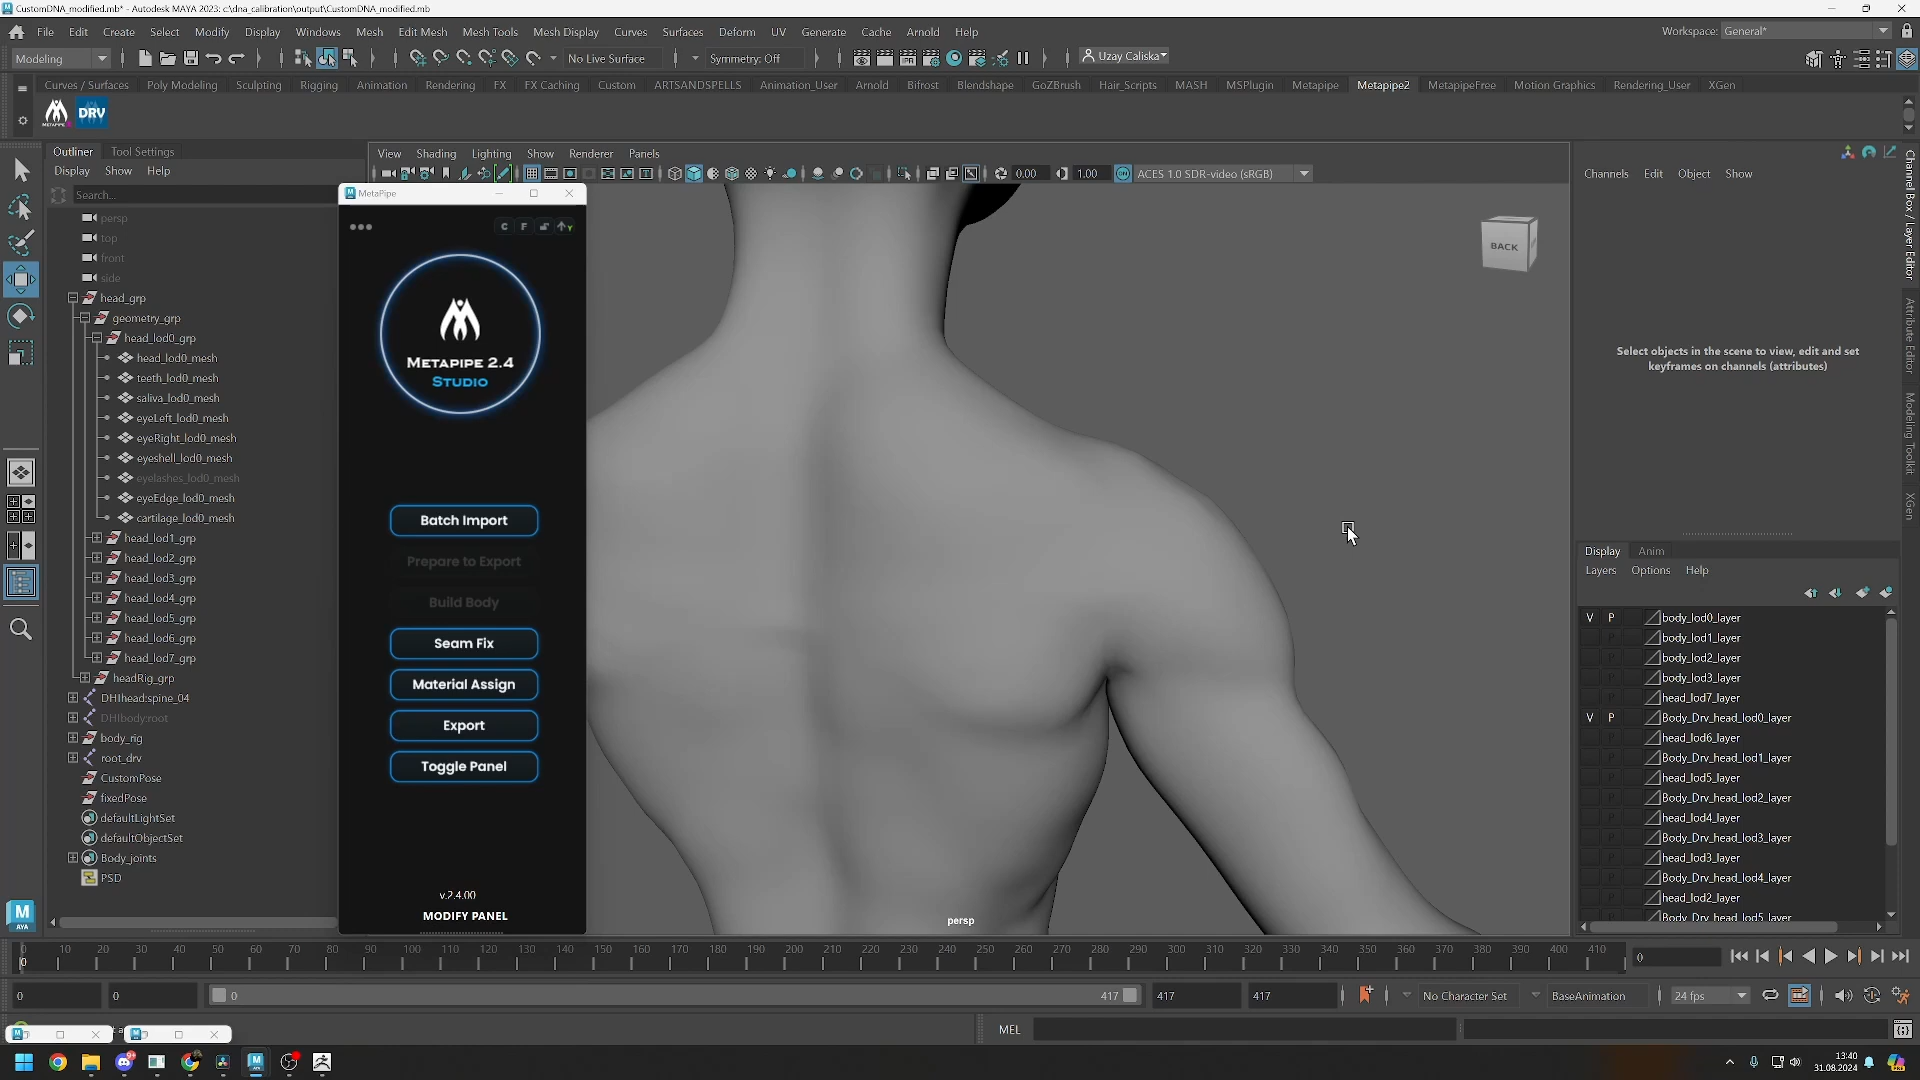 CustomDNA_modified.mb* - Autodesk MAYA 2023: c:\dna_calibration\output\CustomDNA_modified.mb
File Edit Create Select Modify Display Windows Mesh Edit Mesh Mesh Tools Mesh Display Curves Surfaces Deform UV Generate Cache Arnold Help
Workspace: General*
Modeling
No Live Surface
Symmetry: Off
Uzay Caliska
Curves / Surfaces Poly Modeling Sculpting Rigging Animation Rendering FX FX Caching Custom ARTSANDSPELLS Animation_User Arnold Bifrost Blendshape GoZBrush Hair_Scripts MASH MSPlugin Metapipe Metapipe2 MetapipeFree Motion Graphics Rendering_User XGen
DRV
Outliner Tool Settings
Display Show Help
Search...
persp
top
front
side
head_grp
geometry_grp
head_lod0_grp
head_lod0_mesh
teeth_lod0_mesh
saliva_lod0_mesh
eyeLeft_lod0_mesh
eyeRight_lod0_mesh
eyeshell_lod0_mesh
eyelashes_lod0_mesh
eyeEdge_lod0_mesh
cartilage_lod0_mesh
head_lod1_grp
head_lod2_grp
head_lod3_grp
head_lod4_grp
head_lod5_grp
head_lod6_grp
head_lod7_grp
headRig_grp
DHIhead:spine_04
DHIbody:root
body_rig
root_drv
CustomPose
fixedPose
defaultLightSet
defaultObjectSet
Body_joints
PSD
View Shading Lighting Show Renderer Panels
0.00
1.00
ACES 1.0 SDR-video (sRGB)
MetaPipe
C F
METAPIPE 2.4
STUDIO
Batch Import
Prepare to Export
Build Body
Seam Fix
Material Assign
Export
Toggle Panel
v.2.4.00
MODIFY PANEL
BACK
persp
Channels Edit Object Show
Select objects in the scene to view, edit and set
keyframes on channels (attributes)
Channel Box / Layer Editor
Attribute Editor
Modeling Toolkit
XGen
Display Anim
Layers Options Help
V P body_lod0_layer
body_lod1_layer
body_lod2_layer
body_lod3_layer
head_lod7_layer
V P Body_Drv_head_lod0_layer
head_lod6_layer
Body_Drv_head_lod1_layer
head_lod5_layer
Body_Drv_head_lod2_layer
head_lod4_layer
Body_Drv_head_lod3_layer
head_lod3_layer
Body_Drv_head_lod4_layer
head_lod2_layer
Body_Drv_head_lod5_layer
0 10 20 30 40 50 60 70 80 90 100 110 120 130 140 150 160 170 180 190 200 210 220 230 240 250 260 270 280 290 300 310 320 330 340 350 360 370 380 390 400 410
0
0
0 0 0 417 417 417
No Character Set
BaseAnimation
24 fps
MEL
MAYA
13:40
31.08.2024